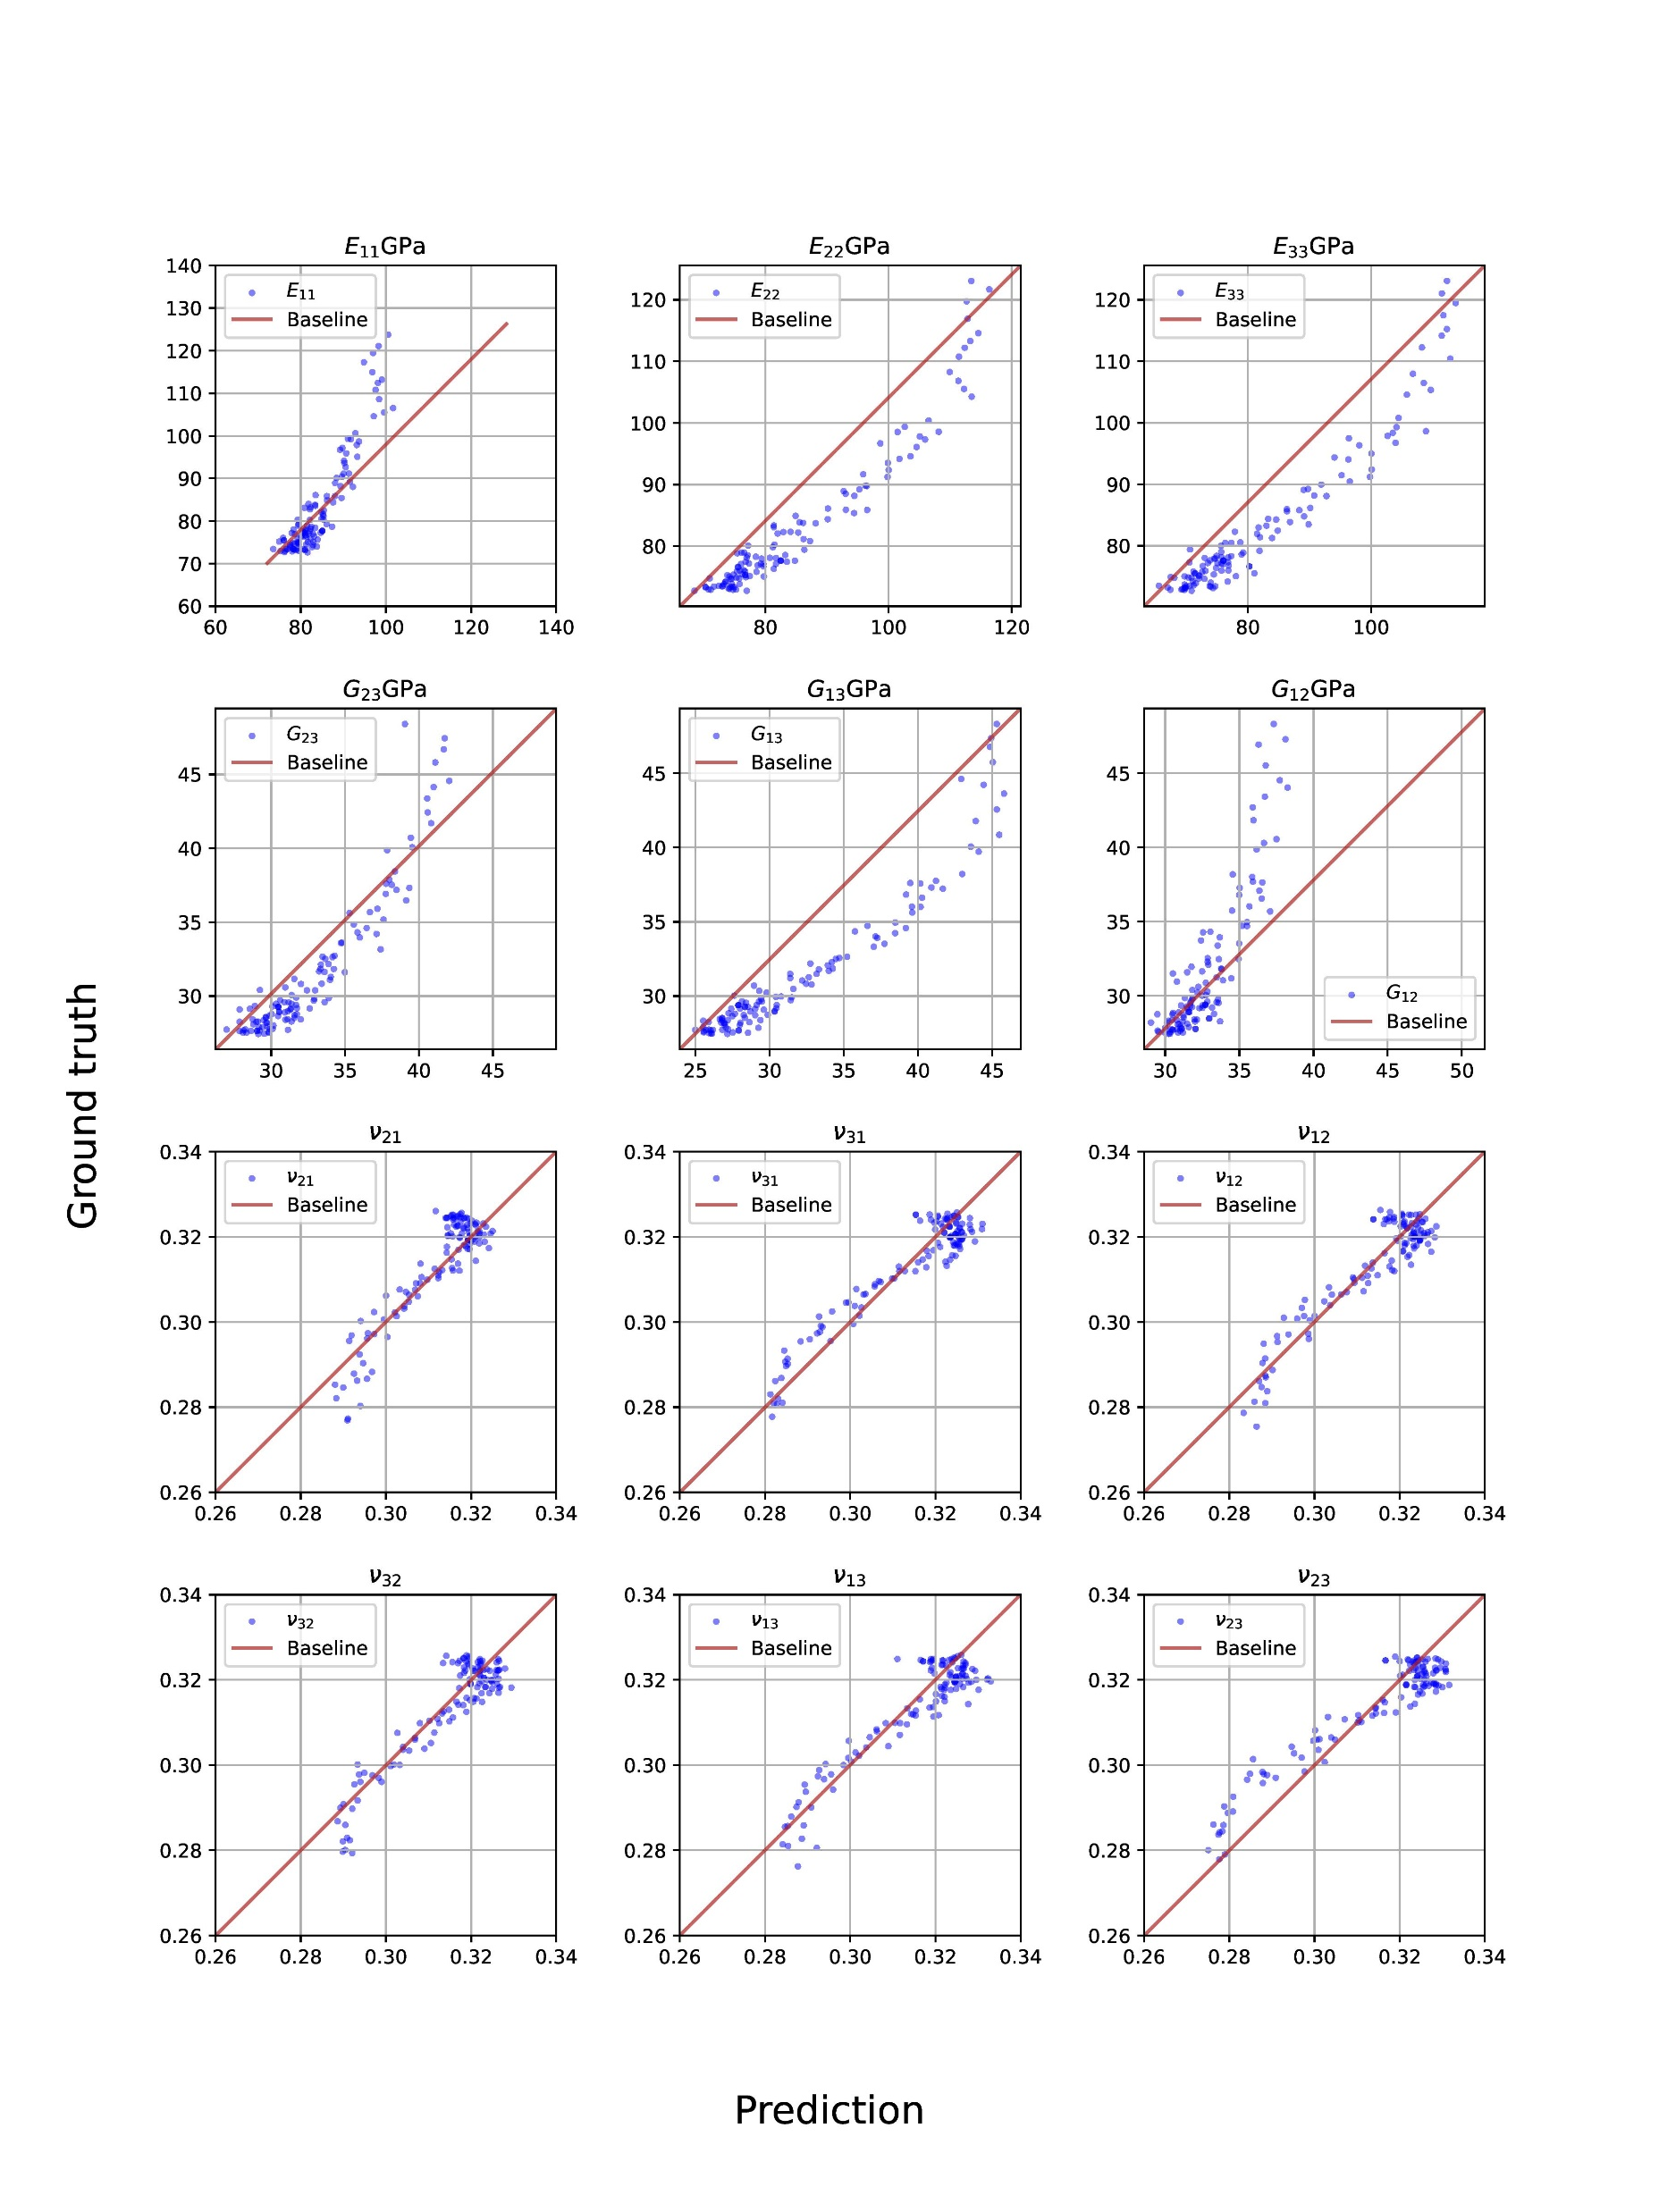 E₁₁GPa E₂₂GPa E₃₃GPa
140
130
120
110
100
90
80
70
60
60 80 100 120 140
E₁₁
Baseline
120
110
100
90
80
80 100 120
E₂₂
Baseline
120
110
100
90
80
80 100
E₃₃
Baseline
G₂₃GPa G₁₃GPa G₁₂GPa
45
40
35
30
30 35 40 45
G₂₃
Baseline
45
40
35
30
25 30 35 40 45
G₁₃
Baseline
45
40
35
30
30 35 40 45 50
G₁₂
Baseline
Ground truth
ν₂₁ ν₃₁ ν₁₂
0.34
0.32
0.30
0.28
0.26
0.26 0.28 0.30 0.32 0.34
ν₂₁
Baseline
0.34
0.32
0.30
0.28
0.26
0.26 0.28 0.30 0.32 0.34
ν₃₁
Baseline
0.34
0.32
0.30
0.28
0.26
0.26 0.28 0.30 0.32 0.34
ν₁₂
Baseline
ν₃₂ ν₁₃ ν₂₃
0.34
0.32
0.30
0.28
0.26
0.26 0.28 0.30 0.32 0.34
ν₃₂
Baseline
0.34
0.32
0.30
0.28
0.26
0.26 0.28 0.30 0.32 0.34
ν₁₃
Baseline
0.34
0.32
0.30
0.28
0.26
0.26 0.28 0.30 0.32 0.34
ν₂₃
Baseline
Prediction